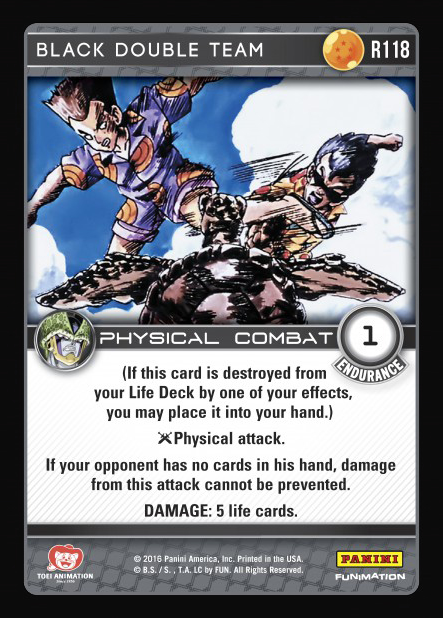 BLACK DOUBLE TEAM
R118
PHYSICAL COMBAT
1
ENDURANCE
(If this card is destroyed from
your Life Deck by one of your effects,
you may place it into your hand.)
Physical attack.
If your opponent has no cards in his hand, damage
from this attack cannot be prevented.
DAMAGE: 5 life cards.
TOEI ANIMATION
Since 1956
© 2016 Panini America, Inc. Printed in the USA.
© B.S. / S. , T.A. LC by FUN. All Rights Reserved.
PANINI
FUNIMATION